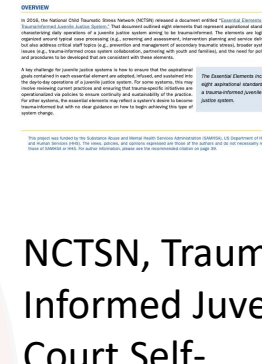 OVERVIEW
In 2016, the National Child Traumatic Stress Network (NCTSN) released a document entitled "Essential Elements
Trauma-Informed Juvenile Justice System." That document outlined eight elements that represent aspirational stand
characterizing daily operations of a juvenile justice system aiming to be trauma-informed. The elements are logi
organized around typical case processing (e.g., screening and assessment, intervention planning and service deli
but also address critical staff topics (e.g., prevention and management of secondary traumatic stress), broader syst
issues (e.g., trauma-informed cross system collaboration, partnering with youth and families), and the need for pol
and procedures to be developed that are consistent with these elements.
A key challenge for juvenile justice systems is how to ensure that the aspirational
goals contained in each essential element are adopted, infused, and sustained into
the day-to-day operations of a juvenile justice system. For some systems, this may
involve reviewing current practices and ensuring that trauma-specific initiatives are
operationalized via policies to ensure continuity and sustainability of the practice.
For other systems, the essential elements may reflect a system's desire to become
trauma-informed but with no clear guidance on how to begin achieving this type of
system change.
The Essential Elements inc
eight aspirational standard
a trauma-informed juvenile
justice system.
This project was funded by the Substance Abuse and Mental Health Services Administration (SAMHSA), US Department of H
and Human Services (HHS). The views, policies, and opinions expressed are those of the authors and do not necessarily r
those of SAMHSA or HHS. For author information, please see the recommended citation on page 39.
NCTSN, Traum
Informed Juve
Court Self-